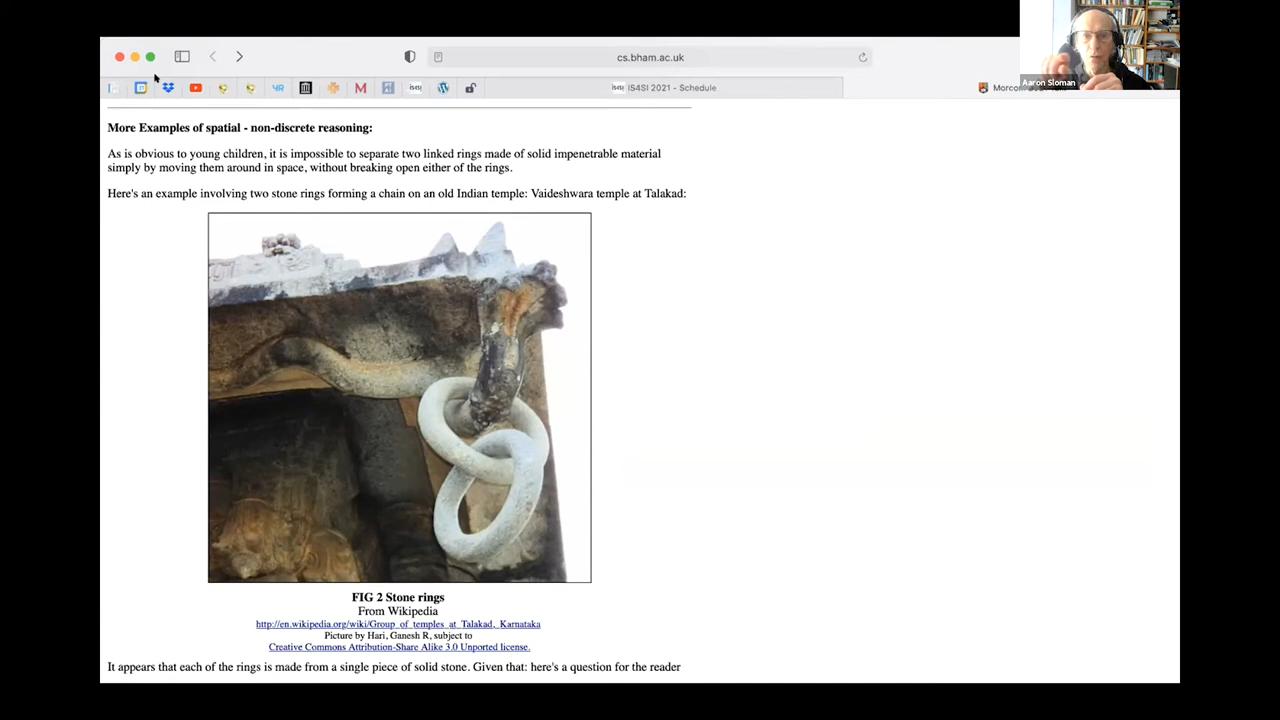 cs.bham.ac.uk
Aaron Sloman
IS4SI 2021 - Schedule
More Examples of spatial - non-discrete reasoning:
As is obvious to young children, it is impossible to separate two linked rings made of solid impenetrable material
simply by moving them around in space, without breaking open either of the rings.
Here's an example involving two stone rings forming a chain on an old Indian temple: Vaideshwara temple at Talakad:
FIG 2 Stone rings
From Wikipedia
http://en.wikipedia.org/wiki/Group_of_temples_at_Talakad,_Karnataka
Picture by Hari, Ganesh R, subject to
Creative Commons Attribution-Share Alike 3.0 Unported license.
It appears that each of the rings is made from a single piece of solid stone. Given that: here's a question for the reader